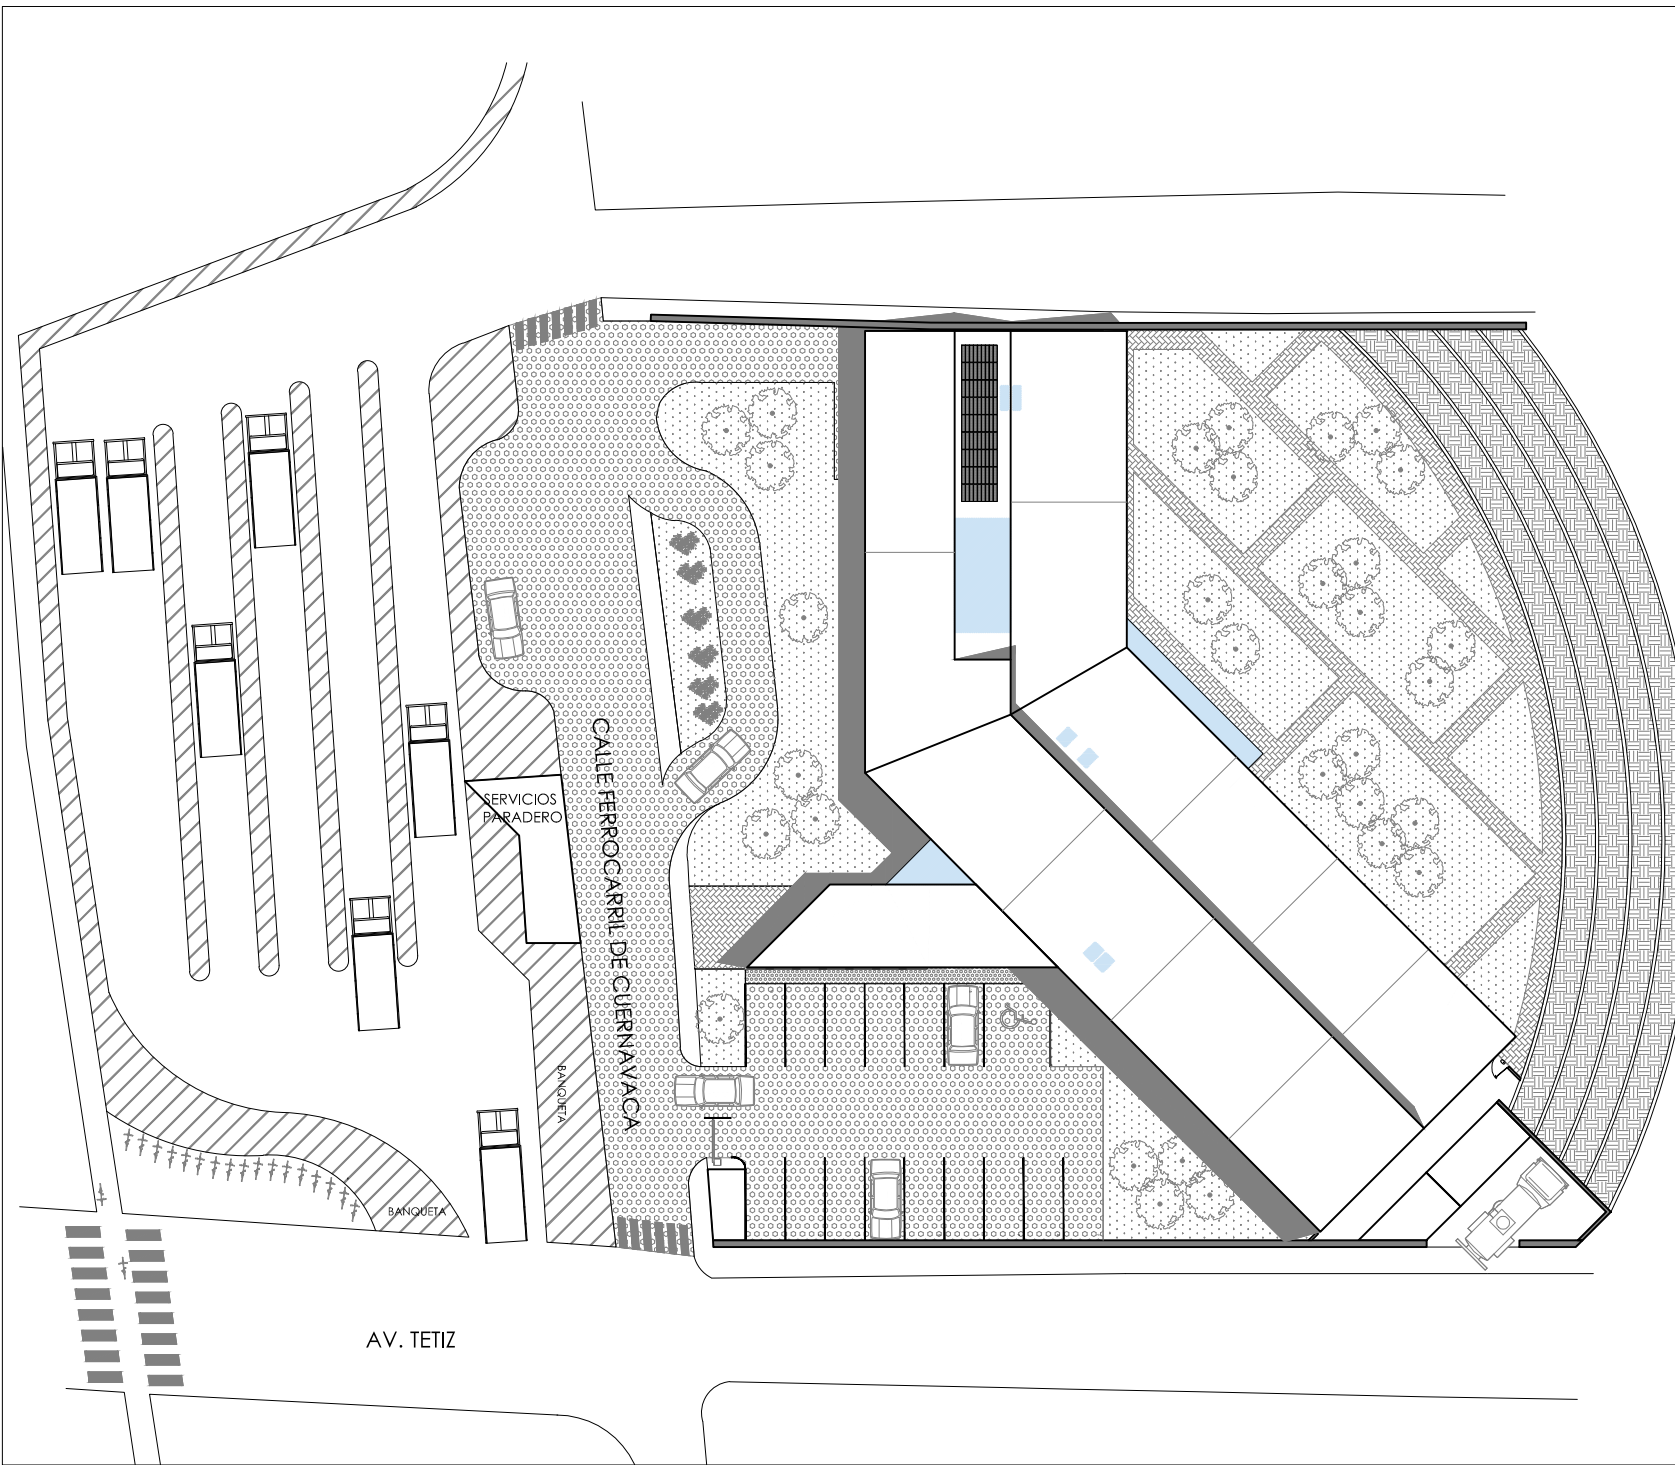 SERVICIOS
PARADERO
CALLE FERROCARRIL DE CUERNAVACA
BANQUETA
BANQUETA
AV. TETIZ